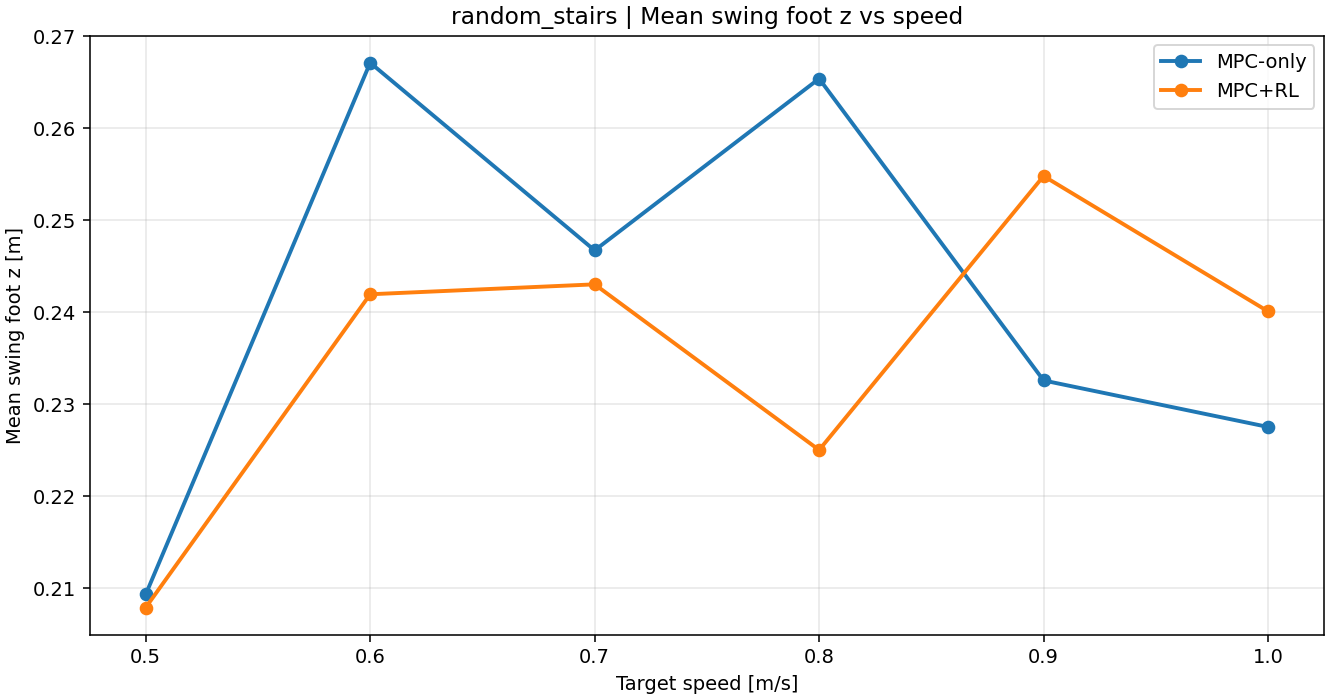 random_stairs | Mean swing foot z vs speed
MPC-only
MPC+RL
Mean swing foot z [m]
0.27
0.26
0.25
0.24
0.23
0.22
0.21
0.5 0.6 0.7 0.8 0.9 1.0
Target speed [m/s]